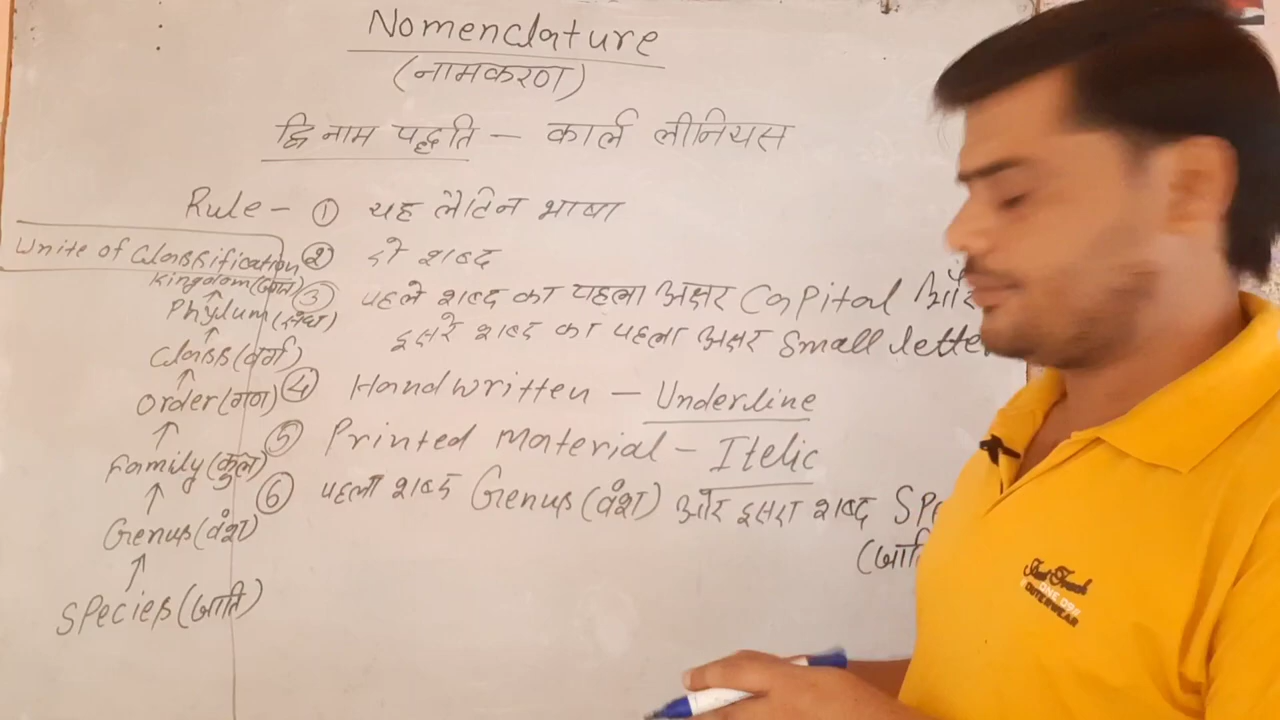 Nomenclature
(नामकरण)
द्वि नाम पद्धति – कार्ल लीनियस
Rule – ① यह लैटिन भाषा
② दो शब्द
③ पहले शब्द का पहला अक्षर Capital और
दूसरे शब्द का पहला अक्षर Small letter
④ Handwritten – Underline
⑤ Printed Material – Itelic
⑥ पहला शब्द Genus (वंश) और दूसरा शब्द Spe
(जाति
Unite of Classification
Kingdom (जगत)
↑
Phylum (संघ)
↑
Class (वर्ग)
↑
Order (गण)
↑
Family (कुल)
↑
Genus (वंश)
↑
Species (जाति)
OUTERWEAR